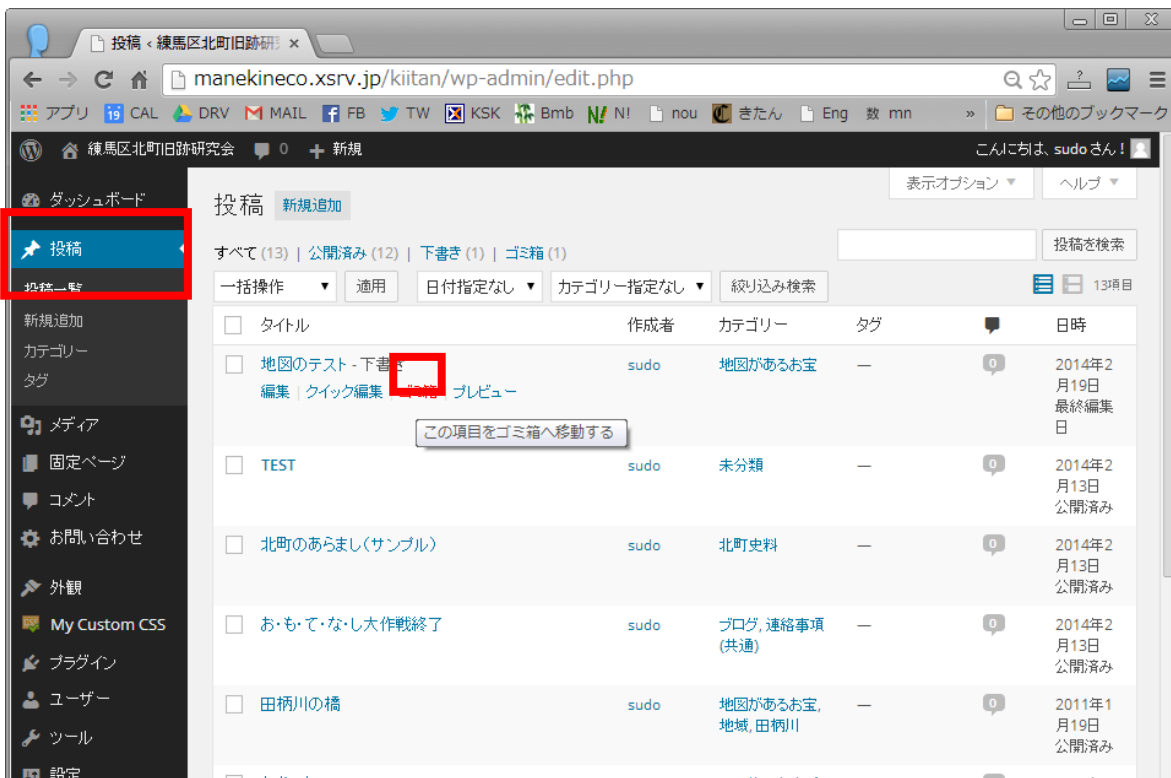 投稿 ‹ 練馬区北町旧跡研
manekineco.xsrv.jp/kiitan/wp-admin/edit.php
アプリ 19 CAL DRV MAIL FB TW KSK Bmb N! nou きたん Eng 数 mn » その他のブックマーク
練馬区北町旧跡研究会 0 + 新規 こんにちは、sudo さん!
ダッシュボード
投稿
投稿一覧
新規追加
カテゴリー
タグ
メディア
固定ページ
コメント
お問い合わせ
外観
My Custom CSS
プラグイン
ユーザー
ツール
設定
表示オプション ▼ ヘルプ ▼
投稿 新規追加
すべて (13) | 公開済み (12) | 下書き (1) | ゴミ箱 (1) 投稿を検索
一括操作 ▼ 適用 日付指定なし ▼ カテゴリー指定なし ▼ 絞り込み検索 13項目
タイトル 作成者 カテゴリー タグ 日時
地図のテスト - 下書き sudo 地図があるお宝 — 0 2014年2
月19日
最終編集
日
編集 | クイック編集 | ゴミ箱 | プレビュー
この項目をゴミ箱へ移動する
TEST sudo 未分類 — 0 2014年2
月13日
公開済み
北町のあらまし(サンプル) sudo 北町史料 — 0 2014年2
月13日
公開済み
お・も・て・な・し大作戦終了 sudo ブログ, 連絡事項 — 0 2014年2
(共通) 月13日
公開済み
田柄川の橋 sudo 地図があるお宝, — 0 2011年1
地域, 田柄川 月19日
公開済み